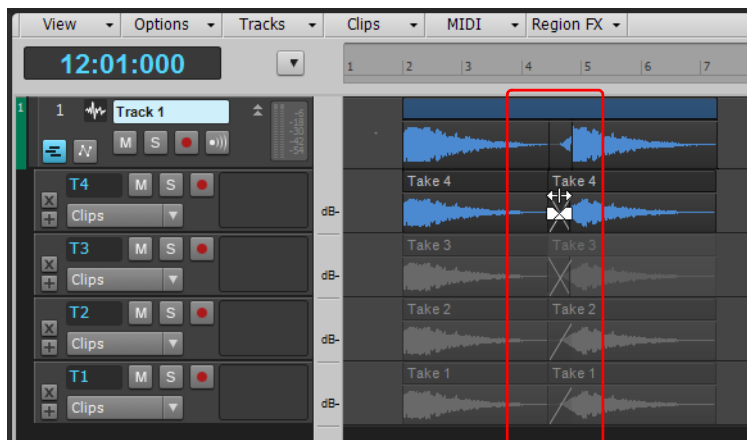 View Options Tracks Clips MIDI Region FX
12:01:000
1 2 3 4 5 6 7
1 1 Track 1
M S
T4 M S Take 4 Take 4
Clips dB-
T3 M S Take 3 Take 3
Clips dB-
T2 M S Take 2 Take 2
Clips dB-
T1 M S Take 1 Take 1
Clips dB-